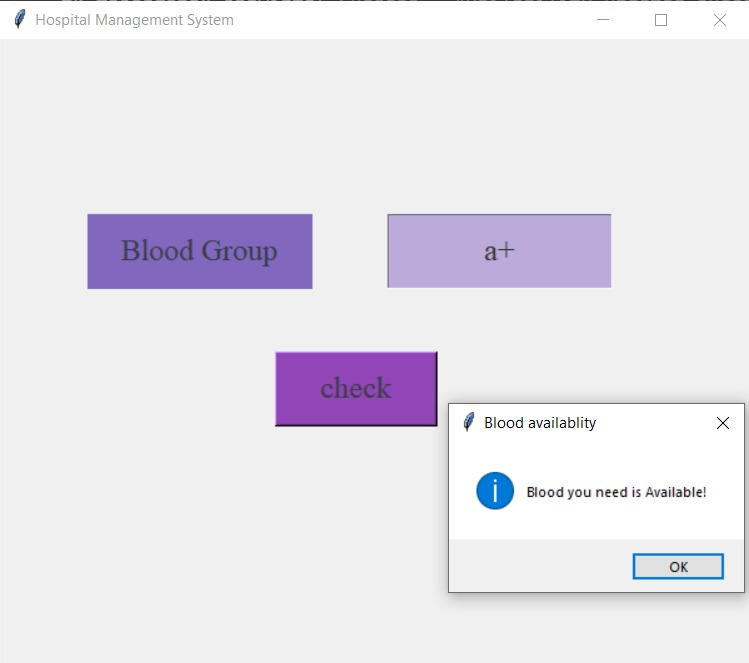 Hospital Management System
Blood Group
a+
check
Blood availablity
Blood you need is Available!
OK